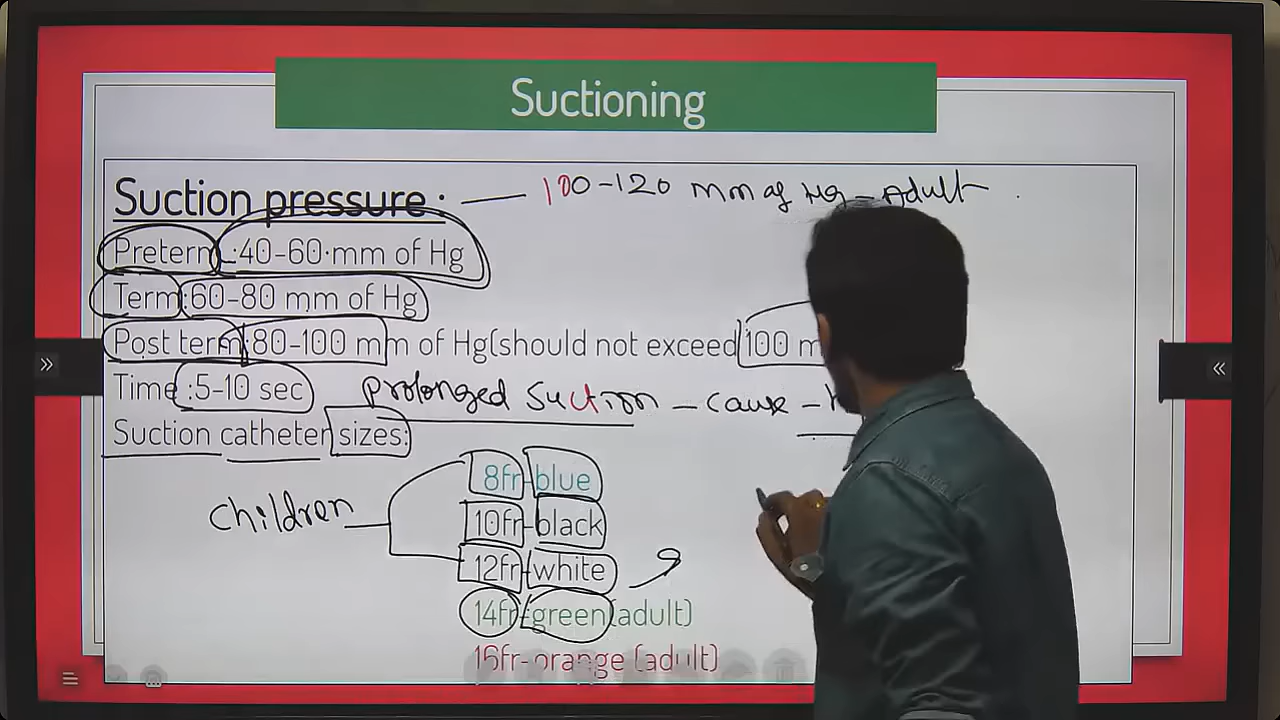 Suctioning
Suction pressure : — 100-120 mm of Hg - Adult
Preterm :40-60 mm of Hg
Term:60-80 mm of Hg
Post term:80-100 mm of Hg(should not exceed 100 m
Time :5-10 sec prolonged Suction - cause -
Suction catheter sizes:
8fr-blue
children 10fr-black
12fr-white
14fr-green(adult)
16fr-orange (adult)